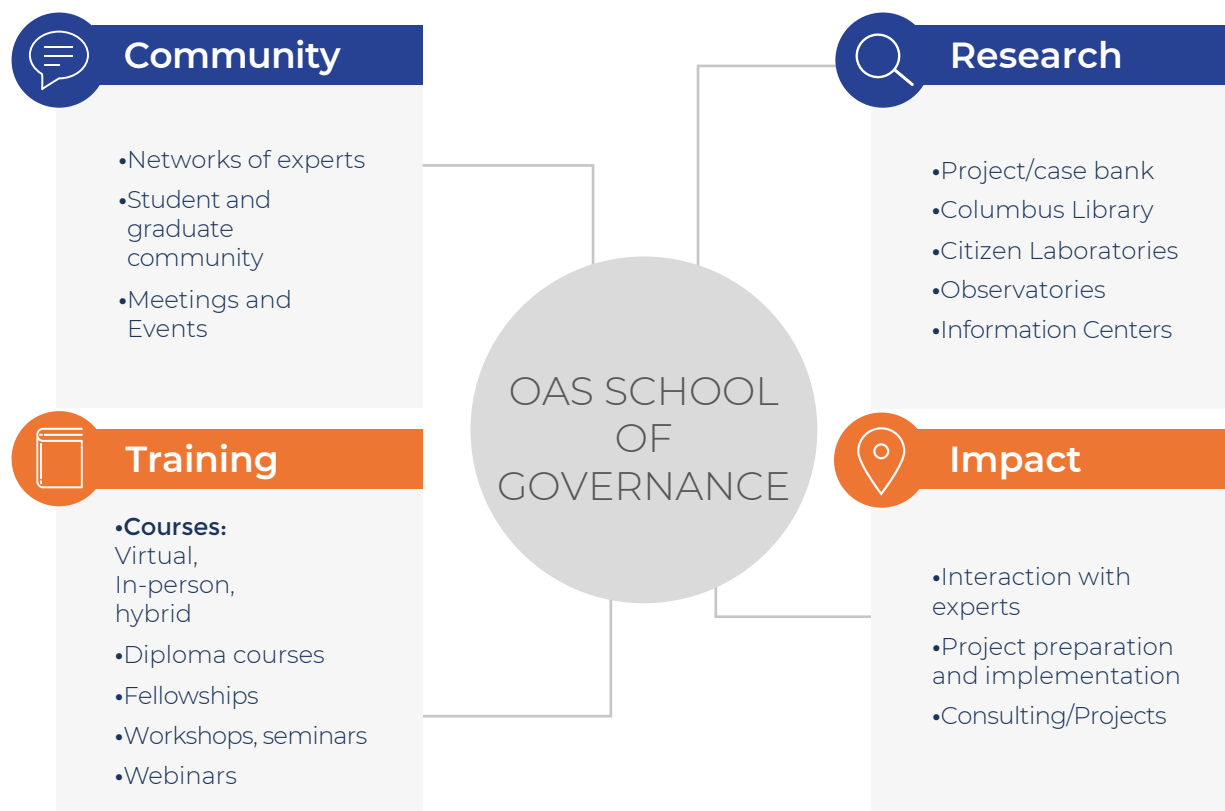 Community
•Networks of experts
•Student and
graduate
community
•Meetings and
Events
Research
•Project/case bank
•Columbus Library
•Citizen Laboratories
•Observatories
•Information Centers
OAS SCHOOL
OF
GOVERNANCE
Training
•Courses:
Virtual,
In-person,
hybrid
•Diploma courses
•Fellowships
•Workshops, seminars
•Webinars
Impact
•Interaction with
experts
•Project preparation
and implementation
•Consulting/Projects